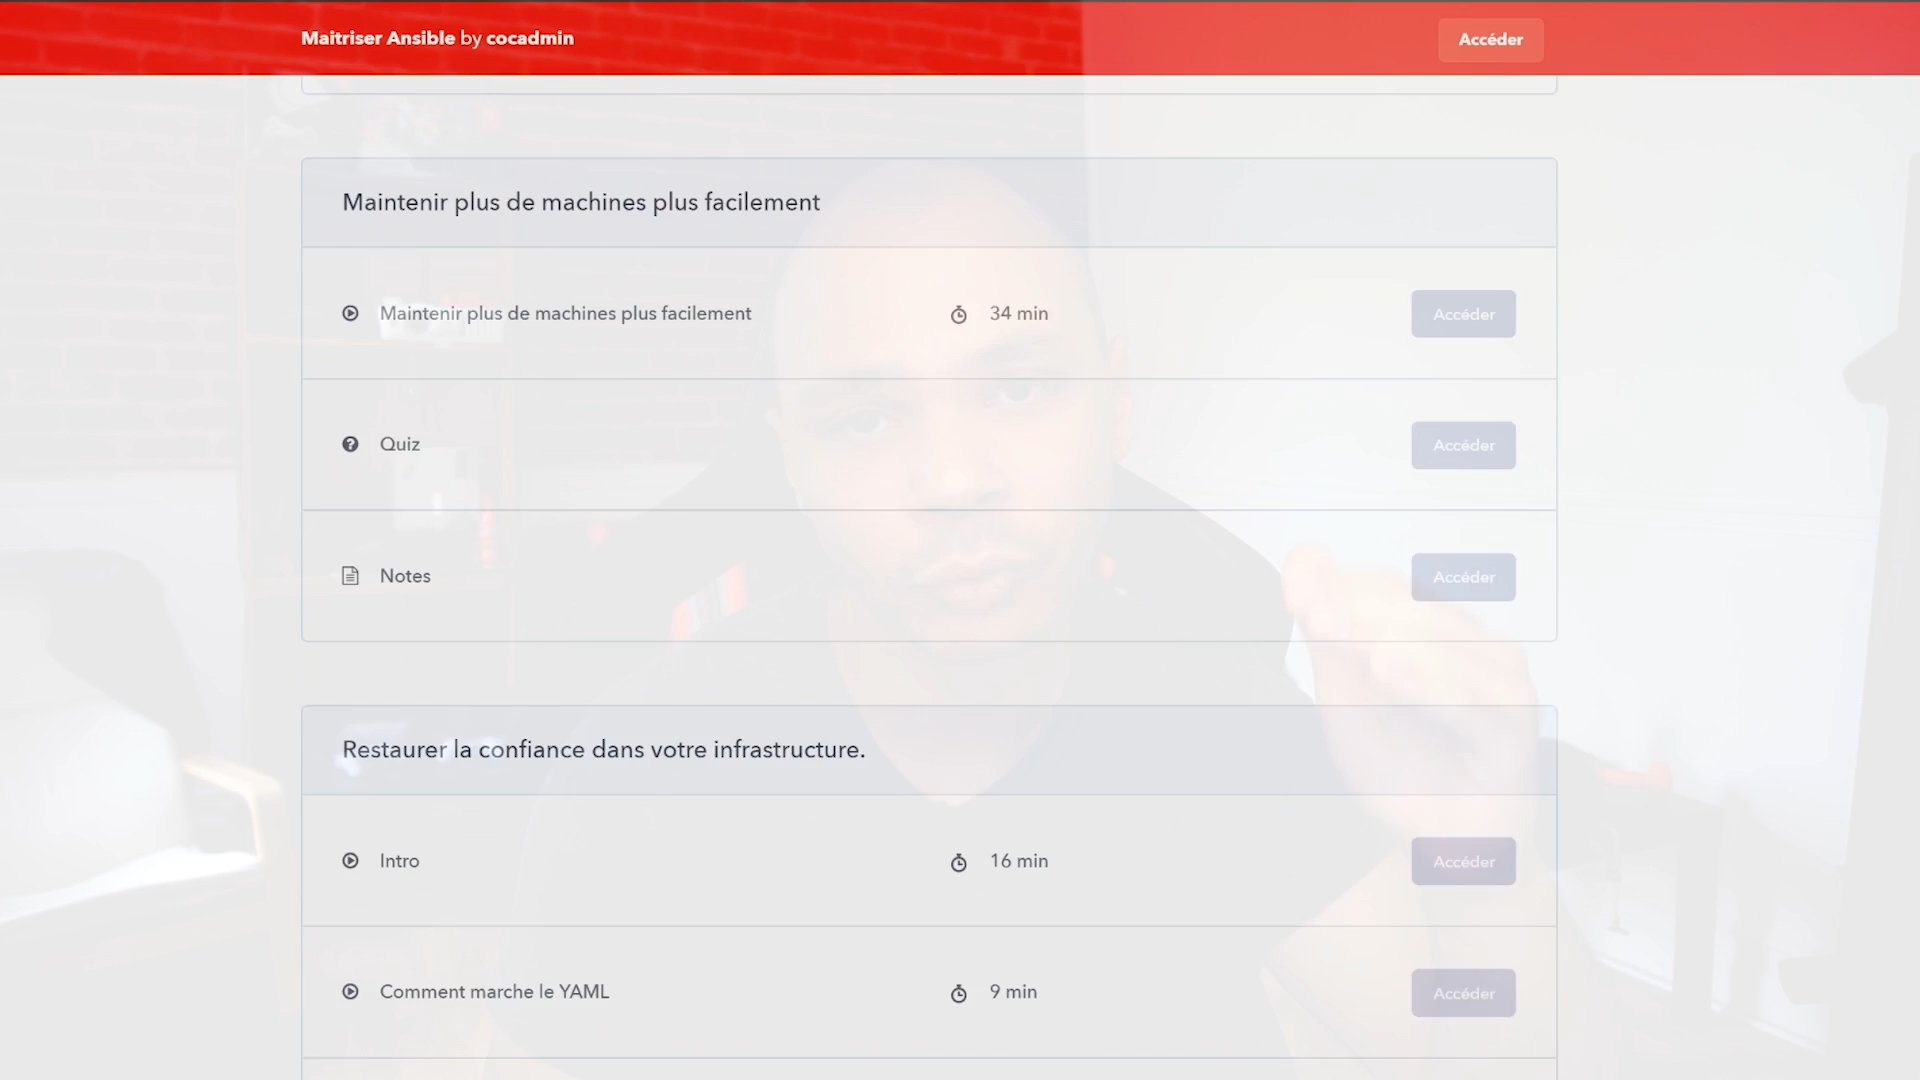 Maitriser Ansible by cocadmin
Accéder
Maintenir plus de machines plus facilement
Maintenir plus de machines plus facilement
34 min
Accéder
Quiz
Accéder
Notes
Accéder
Restaurer la confiance dans votre infrastructure.
Intro
16 min
Accéder
Comment marche le YAML
9 min
Accéder